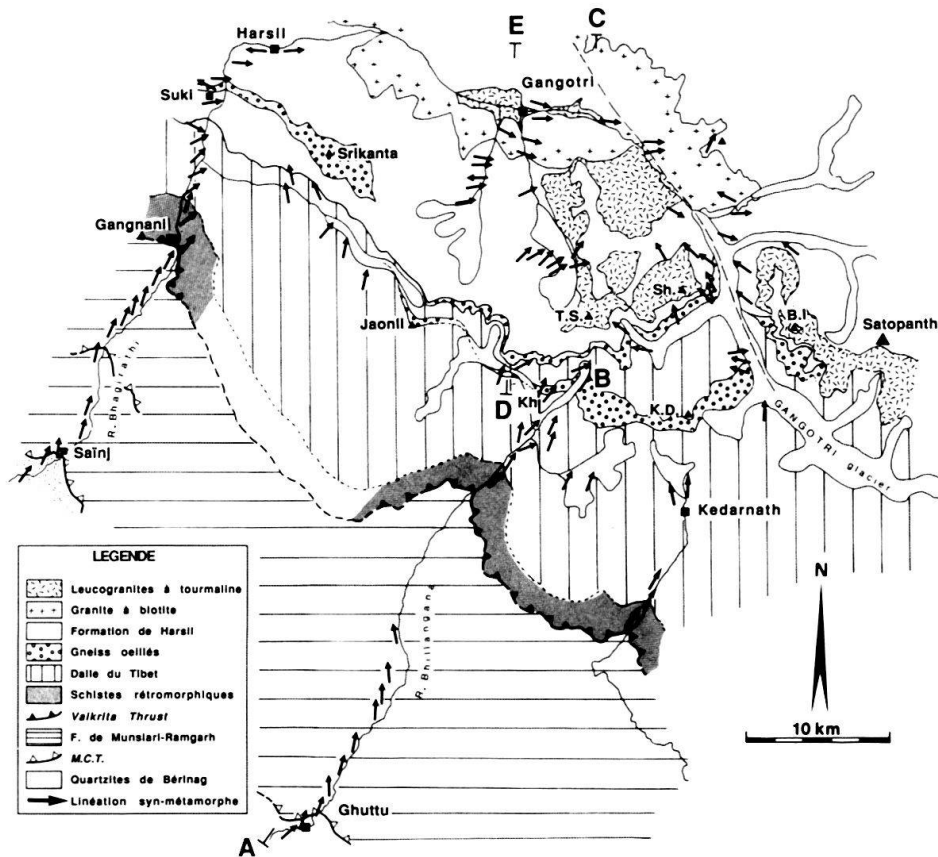 E
C
Harsil
Gangotri
Suki
Srikanta
Gangnani
Sh.
T.S.
B.I
Satopanth
Jaonli
R. Bhagirathi
B
D
Kh
K.D.
GANGOTRI glacier
Saïnj
Kedarnath
LEGENDE
Leucogranites à tourmaline
Granite à biotite
Formation de Harsil
Gneiss oeillés
Dalle du Tibet
Schistes rétromorphiques
Vaikrita Thrust
F. de Munsiari-Ramgarh
M.C.T.
Quartzites de Bérinag
Linéation syn-métamorphe
N
R. Bhillangana
10 km
Ghuttu
A